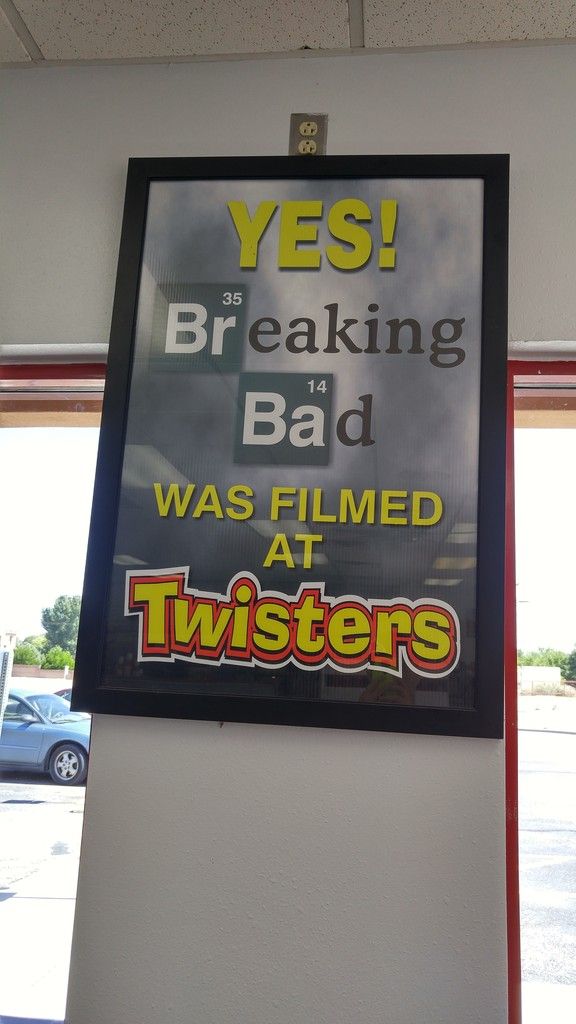 YES!
35
Breaking
14
Bad
WAS FILMED
AT
Twisters